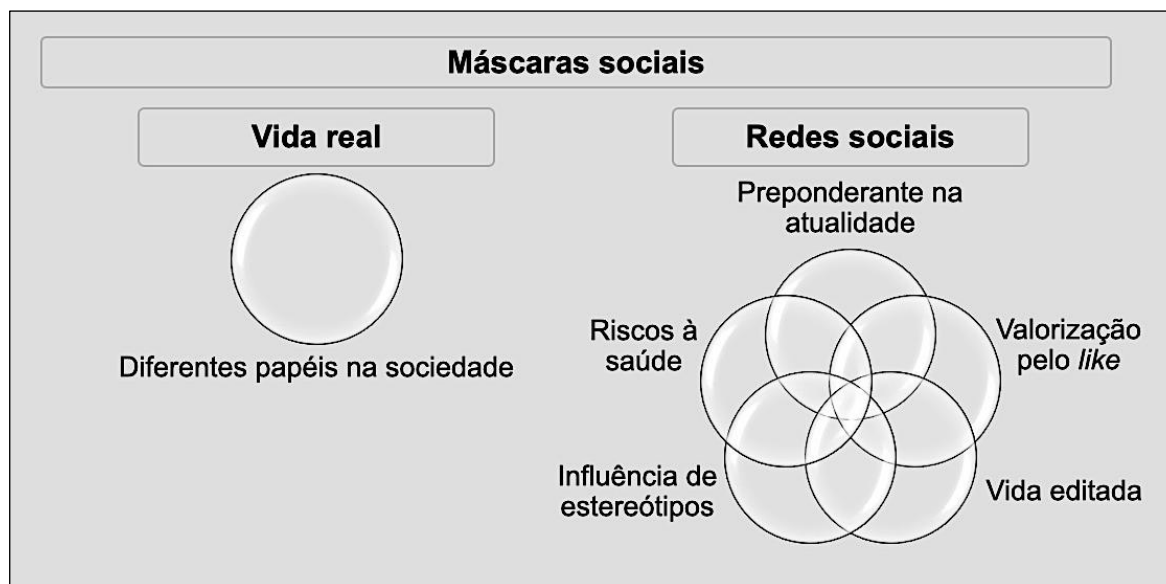 Máscaras sociais
Vida real
Diferentes papéis na sociedade
Redes sociais
Preponderante na
atualidade
Riscos à
saúde
Valorização
pelo like
Influência de
estereótipos
Vida editada